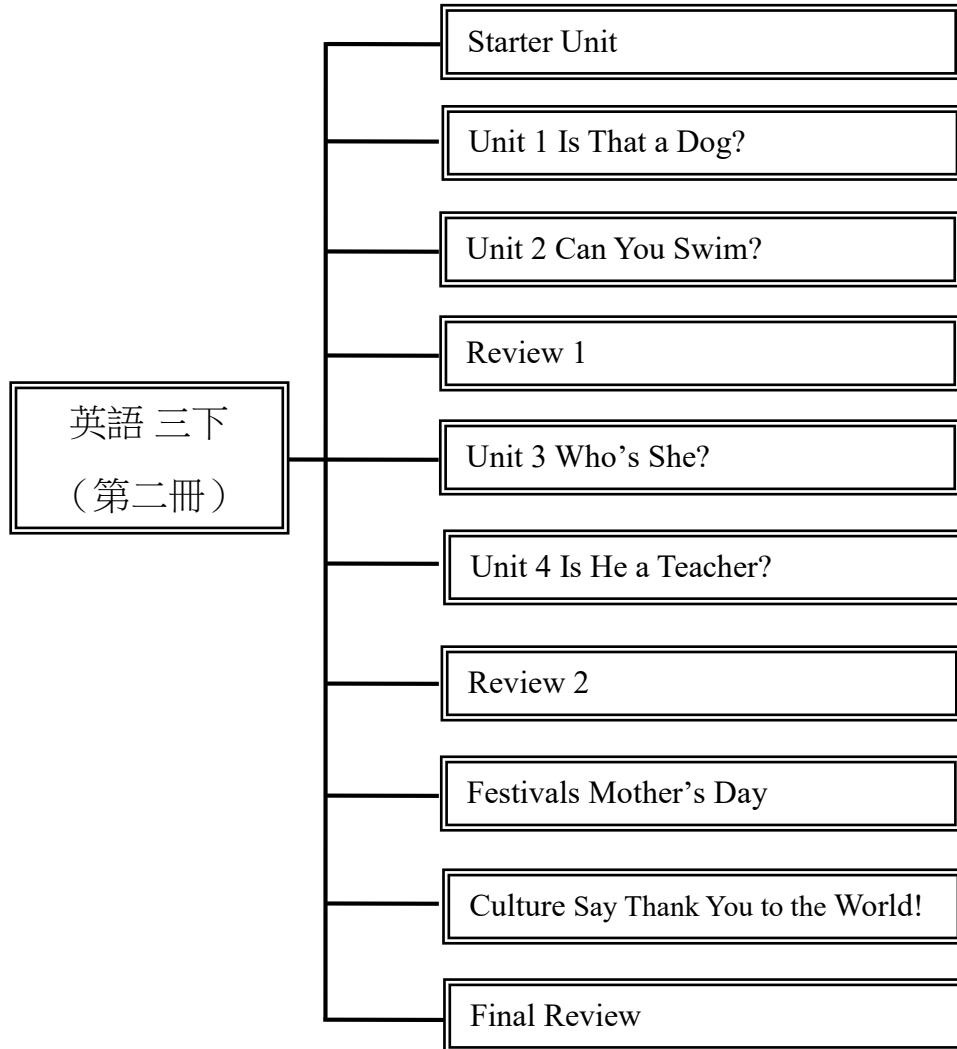 Starter Unit
Unit 1 Is That a Dog?
Unit 2 Can You Swim?
Review 1
英語 三下
（第二冊）
Unit 3 Who’s She?
Unit 4 Is He a Teacher?
Review 2
Festivals Mother’s Day
Culture Say Thank You to the World!
Final Review